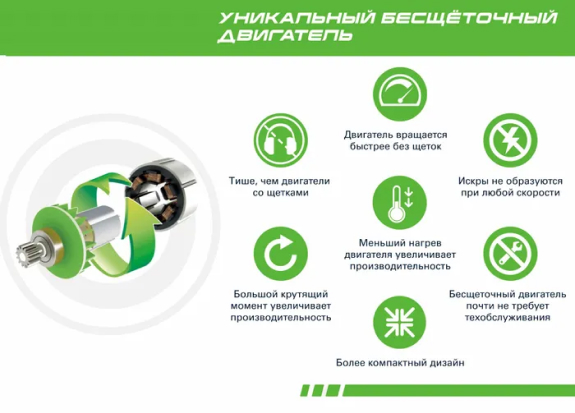 УНИКАЛЬНЫЙ БЕСЩЁТОЧНЫЙ
ДВИГАТЕЛЬ
Двигатель вращается
быстрее без щеток
Тише, чем двигатели
со щетками
Искры не образуются
при любой скорости
Меньший нагрев
двигателя увеличивает
производительность
Большой крутящий
момент увеличивает
производительность
Бесщеточный двигатель
почти не требует
техобслуживания
Более компактный дизайн